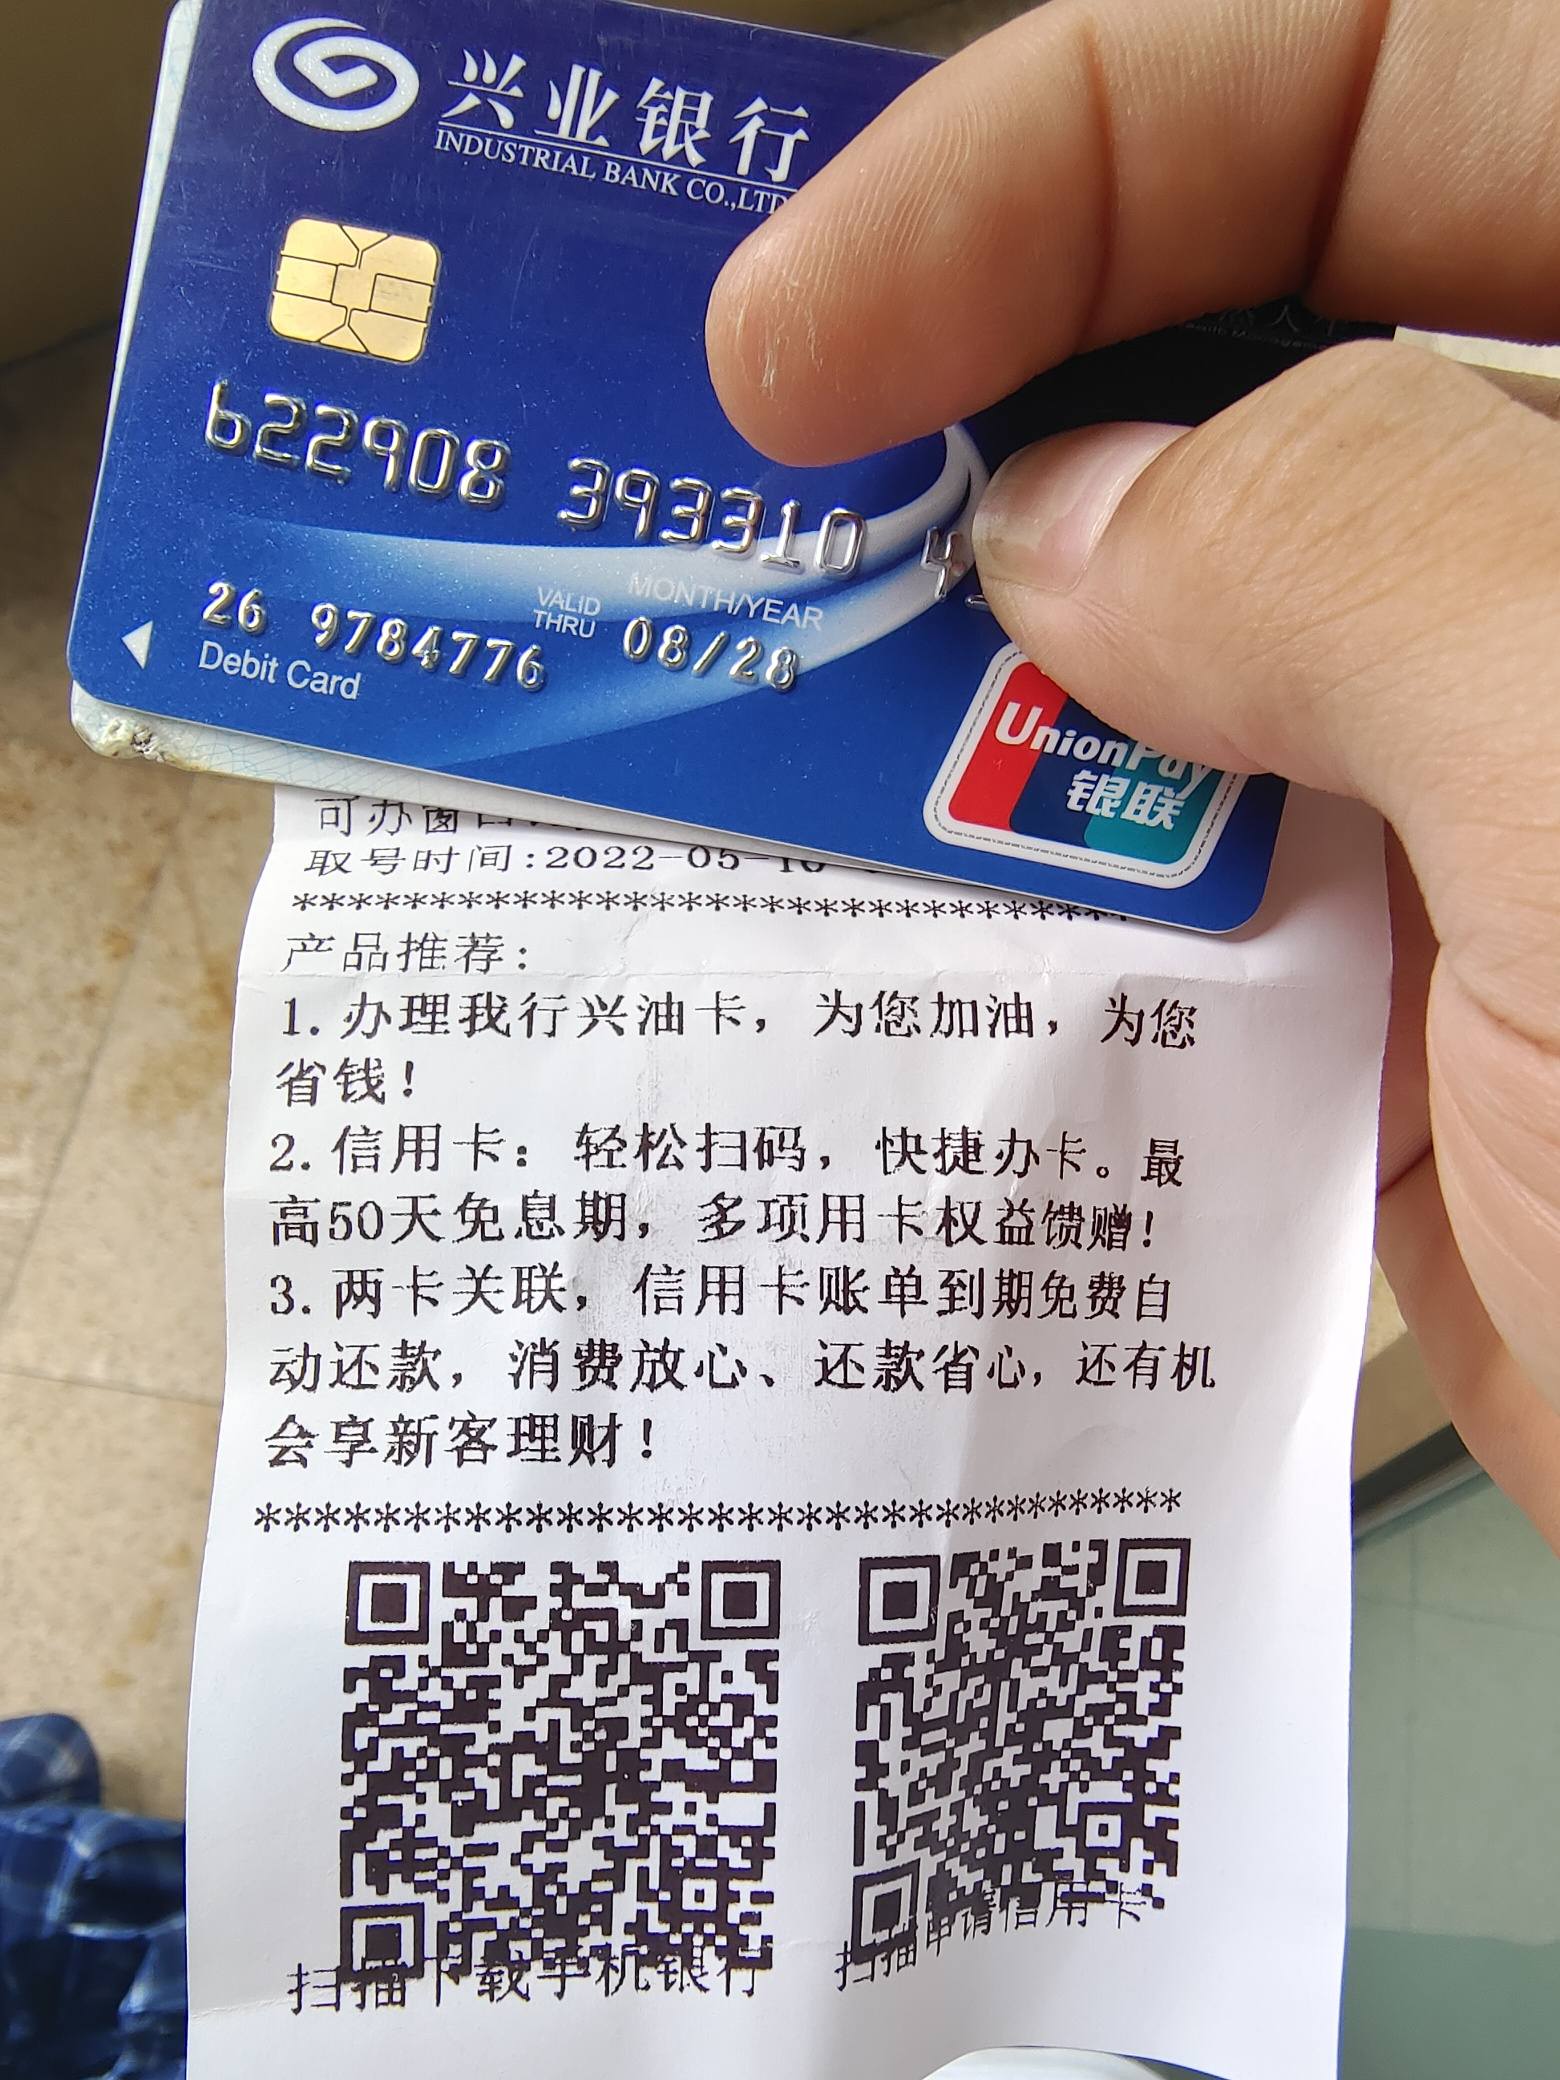 兴业银行
INDUSTRIAL BANK CO.,LTD
622908 393310 4
VALID THRU
MONTH/YEAR
26 9784776 08/28
Debit Card
UnionPay
银联
可办窗口
取号时间:2022-05-1
******************************
产品推荐:
1.办理我行兴油卡，为您加油，为您
省钱！
2.信用卡：轻松扫码，快捷办卡。最
高50天免息期，多项用卡权益馈赠！
3.两卡关联，信用卡账单到期免费自
动还款，消费放心、还款省心，还有机
会享新客理财！
******************************
扫描下载手机银行
扫描申请信用卡